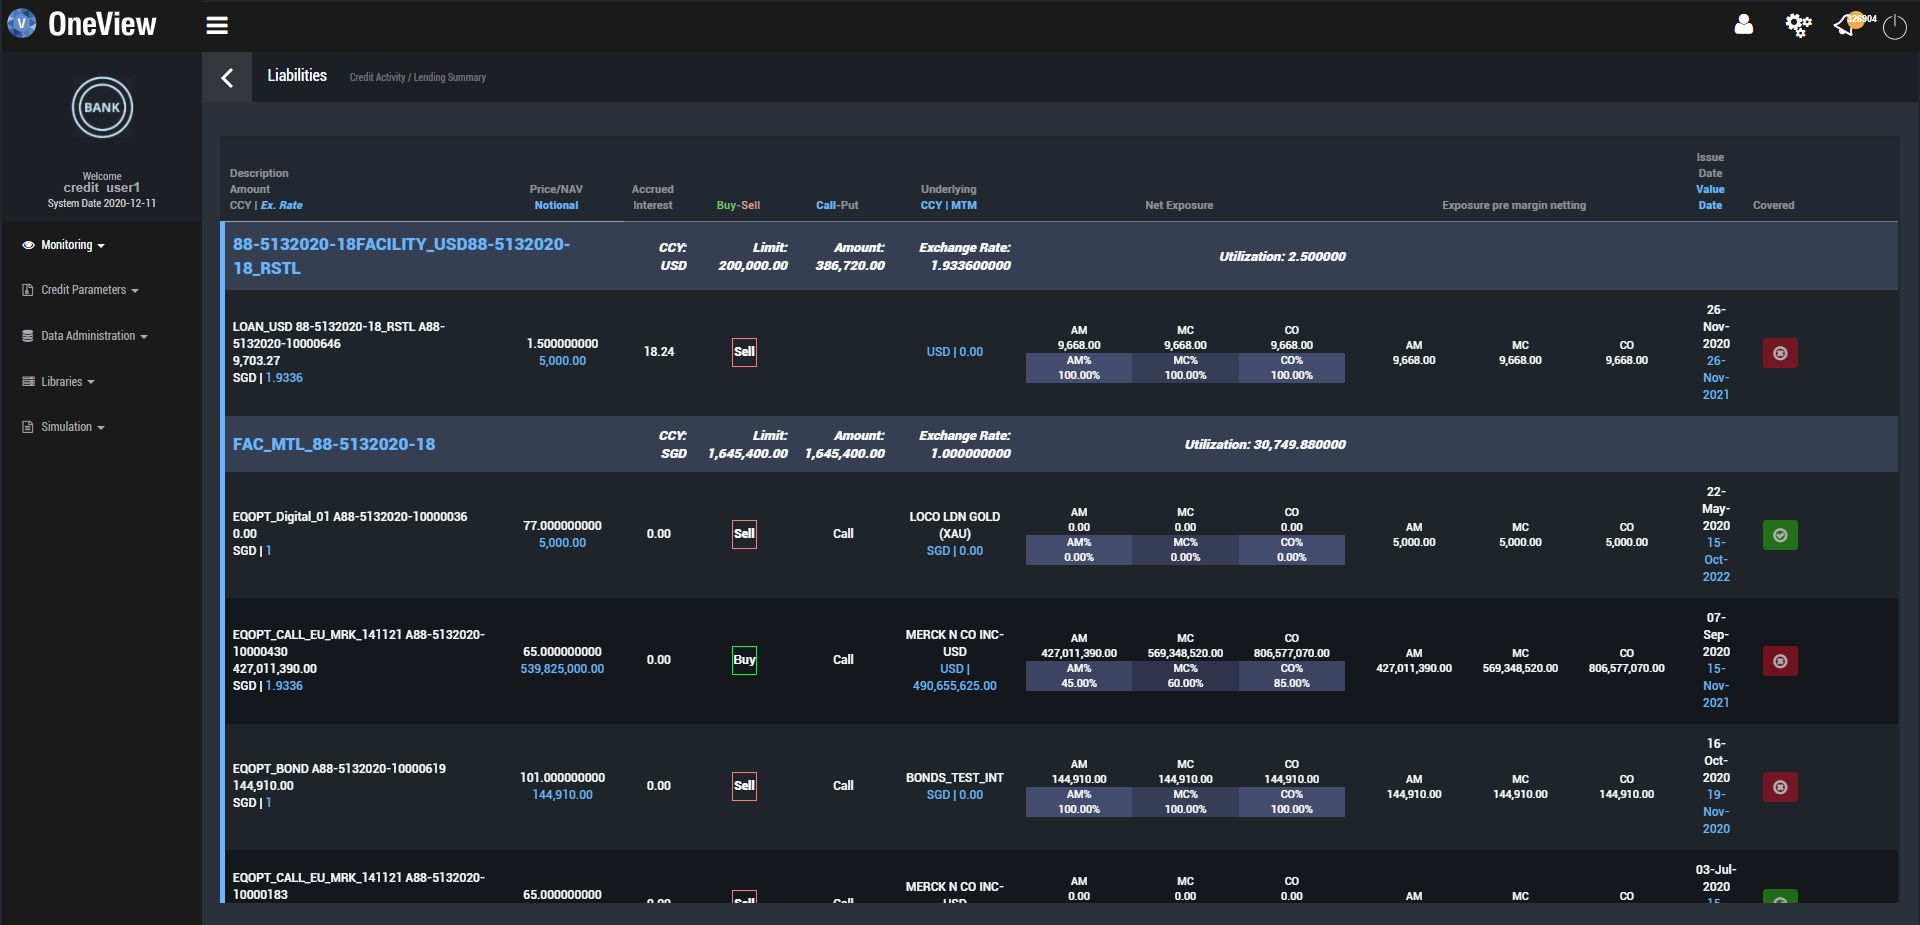 OneView
326904
BANK
Welcome
credit_user1
System Date 2020-12-11
Monitoring
Credit Parameters
Data Administration
Libraries
Simulation
Liabilities
Credit Activity / Lending Summary
Description
Amount
CCY | Ex. Rate
Price/NAV
Notional
Accrued
Interest
Buy-Sell
Call-Put
Underlying
CCY | MTM
Net Exposure
Exposure pre margin netting
Issue
Date
Value
Date
Covered
88-5132020-18FACILITY_USD88-5132020-
18_RSTL
CCY:
USD
Limit:
200,000.00
Amount:
386,720.00
Exchange Rate:
1.933600000
Utilization: 2.500000
LOAN_USD 88-5132020-18_RSTL A88-
5132020-10000646
9,703.27
SGD | 1.9336
1.500000000
5,000.00
18.24
Sell
USD | 0.00
AM MC CO
9,668.00 9,668.00 9,668.00
AM% MC% CO%
100.00% 100.00% 100.00%
AM MC CO
9,668.00 9,668.00 9,668.00
26-
Nov-
2020
26-
Nov-
2021
FAC_MTL_88-5132020-18
CCY:
SGD
Limit:
1,645,400.00
Amount:
1,645,400.00
Exchange Rate:
1.000000000
Utilization: 30,749.880000
EQOPT_Digital_01 A88-5132020-10000036
0.00
SGD | 1
77.000000000
5,000.00
0.00
Sell
Call
LOCO LDN GOLD
(XAU)
SGD | 0.00
AM MC CO
0.00 0.00 0.00
AM% MC% CO%
0.00% 0.00% 0.00%
AM MC CO
5,000.00 5,000.00 5,000.00
22-
May-
2020
15-
Oct-
2022
EQOPT_CALL_EU_MRK_141121 A88-5132020-
10000430
427,011,390.00
SGD | 1.9336
65.000000000
539,825,000.00
0.00
Buy
Call
MERCK N CO INC-
USD
USD |
490,655,625.00
AM MC CO
427,011,390.00 569,348,520.00 806,577,070.00
AM% MC% CO%
45.00% 60.00% 85.00%
AM MC CO
427,011,390.00 569,348,520.00 806,577,070.00
07-
Sep-
2020
15-
Nov-
2021
EQOPT_BOND A88-5132020-10000619
144,910.00
SGD | 1
101.000000000
144,910.00
0.00
Sell
Call
BONDS_TEST_INT
SGD | 0.00
AM MC CO
144,910.00 144,910.00 144,910.00
AM% MC% CO%
100.00% 100.00% 100.00%
AM MC CO
144,910.00 144,910.00 144,910.00
16-
Oct-
2020
19-
Nov-
2020
EQOPT_CALL_EU_MRK_141121 A88-5132020-
10000183
65.000000000
0.00
Sell
Call
MERCK N CO INC-
USD
AM MC CO
0.00 0.00 0.00
AM MC CO
03-Jul-
2020
15-